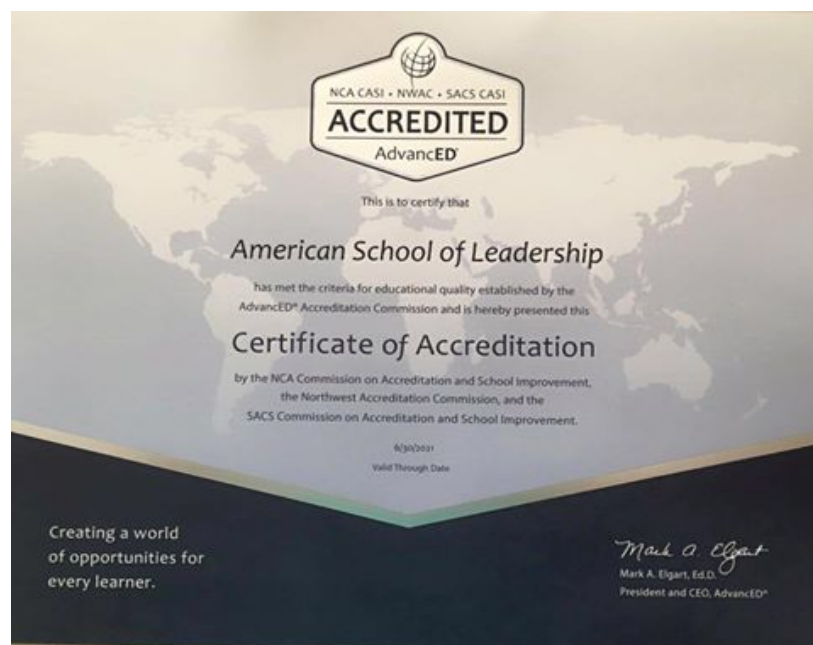 NCA CASI • NWAC • SACS CASI
ACCREDITED
AdvancED®
This is to certify that
American School of Leadership
has met the criteria for educational quality established by the
AdvancED® Accreditation Commission and is hereby presented this
Certificate of Accreditation
by the NCA Commission on Accreditation and School Improvement,
the Northwest Accreditation Commission, and the
SACS Commission on Accreditation and School Improvement.
6/30/2021
Valid Through Date
Creating a world
of opportunities for
every learner.
Mark A. Elgart
Mark A. Elgart, Ed.D.
President and CEO, AdvancED®